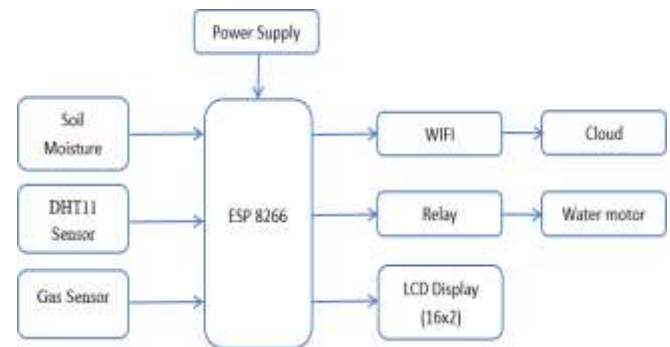 Power Supply
Soil
Moisture
DHT11
Sensor
Gas Sensor
ESP 8266
WIFI
Cloud
Relay
Water motor
LCD Display
(16x2)